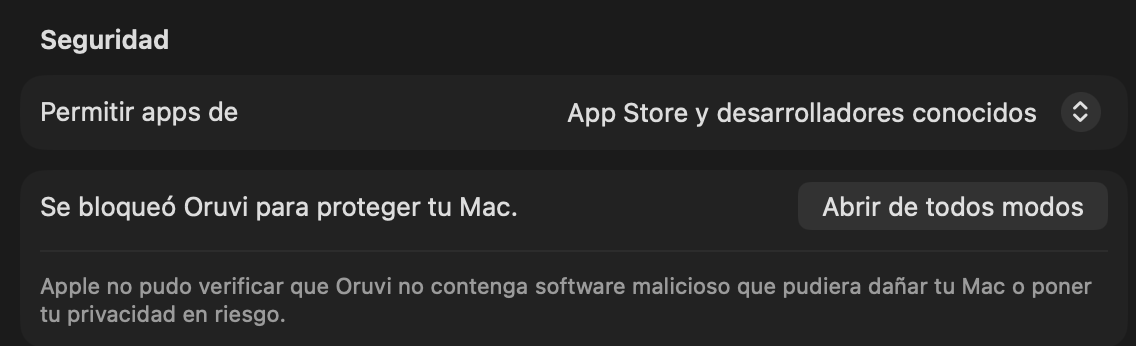 Seguridad
Permitir apps de
App Store y desarrolladores conocidos
Se bloqueó Oruvi para proteger tu Mac.
Abrir de todos modos
Apple no pudo verificar que Oruvi no contenga software malicioso que pudiera dañar tu Mac o poner
tu privacidad en riesgo.